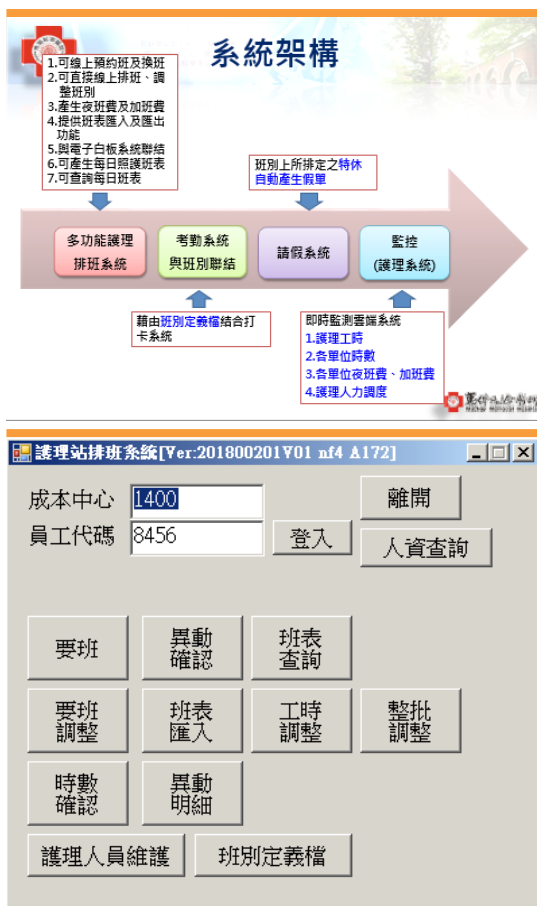 系統架構
1.可線上預約班及換班
2.可直接線上排班、調
整班別
3.產生夜班費及加班費
4.提供班表匯入及匯出
功能
5.與電子白板系統聯結
6.可產生每日照護班表
7.可查詢每日班表
班別上所排定之特休
自動產生假單
多功能護理
排班系統
考勤系統
與班別聯結
請假系統
監控
(護理系統)
藉由班別定義檔結合打
卡系統
即時監測雲端系統
1.護理工時
2.各單位時數
3.各單位夜班費、加班費
4.護理人力調度
護理站排班系統[Ver:201800201V01 nf4 A172]
成本中心 1400 離開
員工代碼 8456 登入 人資查詢
要班 異動 班表
確認 查詢
要班 班表 工時 整批
調整 匯入 調整 調整
時數 異動
確認 明細
護理人員維護 班別定義檔